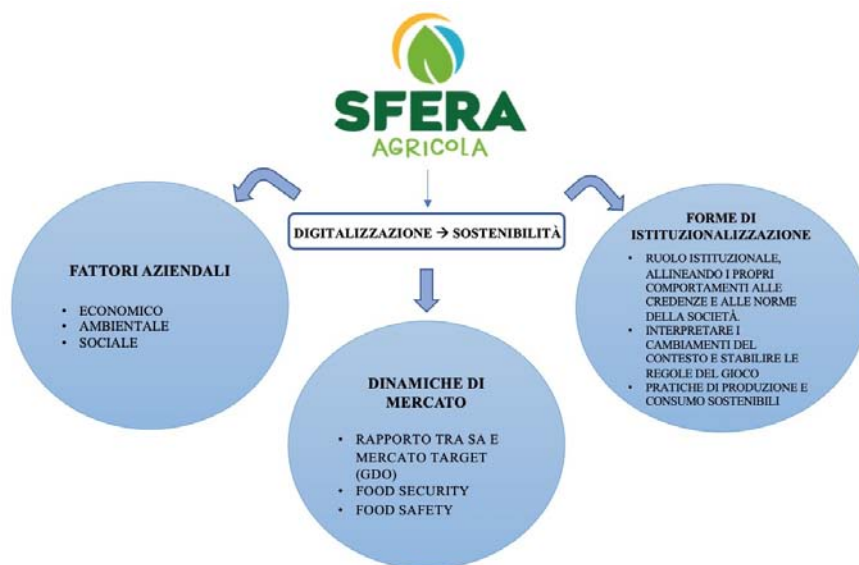 SFERA
AGRICOLA
DIGITALIZZAZIONE → SOSTENIBILITÀ
FATTORI AZIENDALI
• ECONOMICO
• AMBIENTALE
• SOCIALE
DINAMICHE DI
MERCATO
• RAPPORTO TRA SA E
MERCATO TARGET
(GDO)
• FOOD SECURITY
• FOOD SAFETY
FORME DI
ISTITUZIONALIZZAZIONE
• RUOLO ISTITUZIONALE,
ALLINEANDO I PROPRI
COMPORTAMENTI ALLE
CREDENZE E ALLE NORME
DELLA SOCIETÀ.
• INTERPRETARE I
CAMBIAMENTI DEL
CONTESTO E STABILIRE LE
REGOLE DEL GIOCO
• PRATICHE DI PRODUZIONE E
CONSUMO SOSTENIBILI